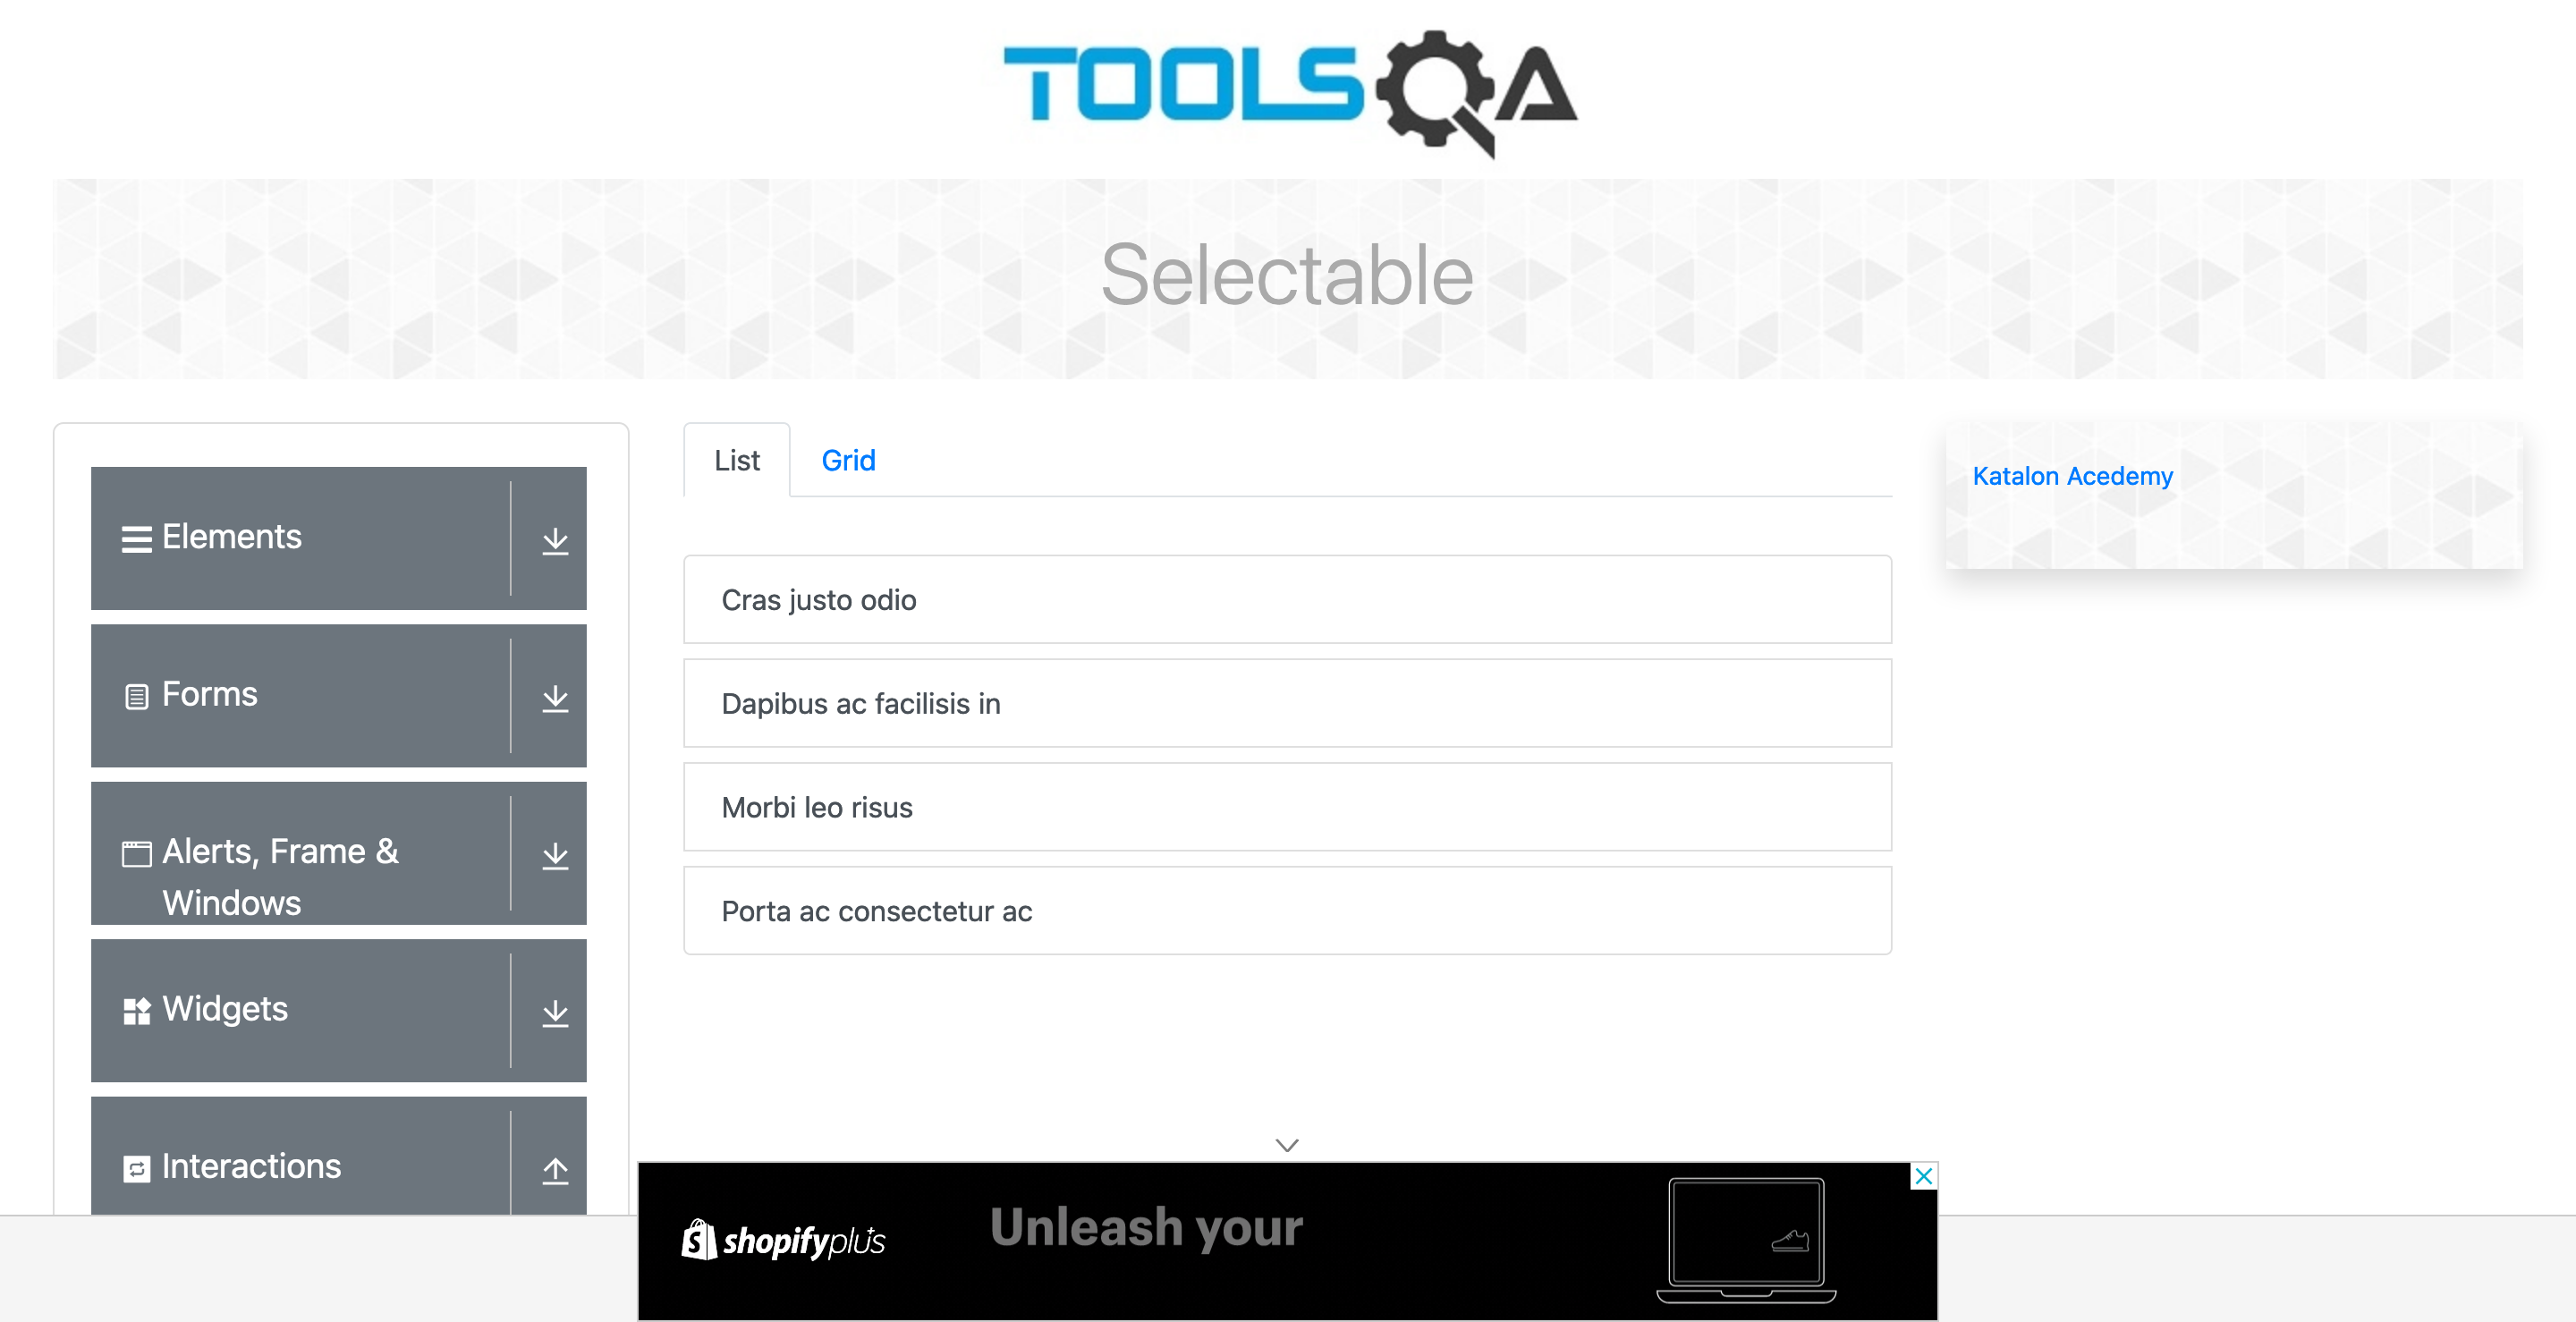 TOOLSQA
Selectable
Elements
Forms
Alerts, Frame &
Windows
Widgets
Interactions
List
Grid
Cras justo odio
Dapibus ac facilisis in
Morbi leo risus
Porta ac consectetur ac
Katalon Acedemy
shopifyplus
Unleash your